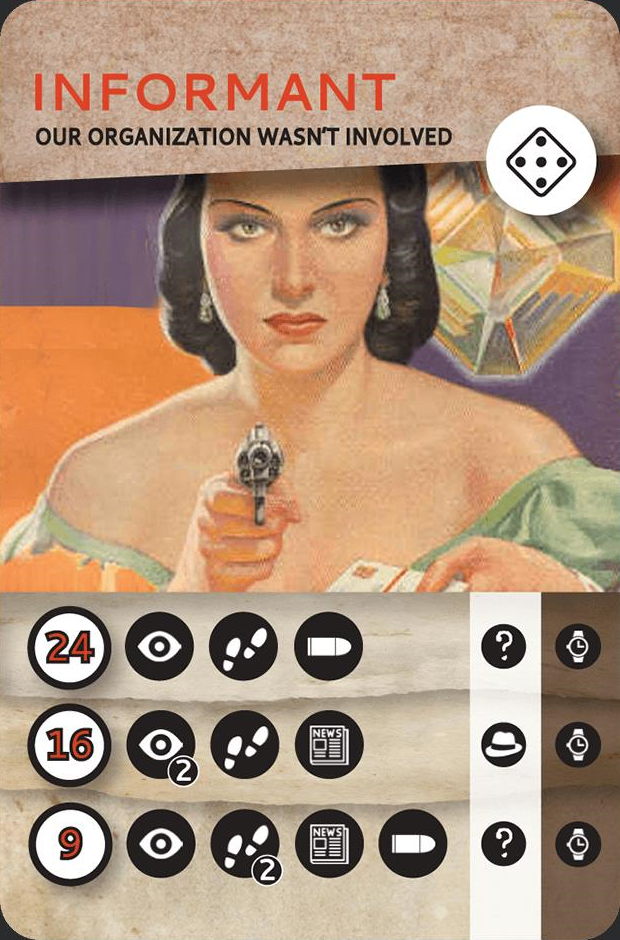 INFORMANT
OUR ORGANIZATION WASN'T INVOLVED
24 ?
16 2 NEWS
9 2 NEWS ?